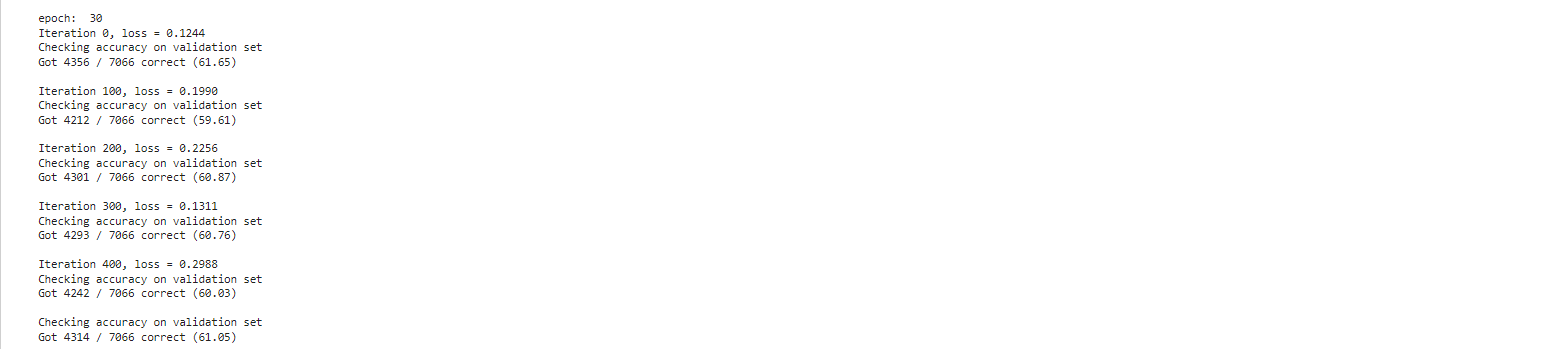 epoch:  30
Iteration 0, loss = 0.1244
Checking accuracy on validation set
Got 4356 / 7066 correct (61.65)
Iteration 100, loss = 0.1990
Checking accuracy on validation set
Got 4212 / 7066 correct (59.61)
Iteration 200, loss = 0.2256
Checking accuracy on validation set
Got 4301 / 7066 correct (60.87)
Iteration 300, loss = 0.1311
Checking accuracy on validation set
Got 4293 / 7066 correct (60.76)
Iteration 400, loss = 0.2988
Checking accuracy on validation set
Got 4242 / 7066 correct (60.03)
Checking accuracy on validation set
Got 4314 / 7066 correct (61.05)